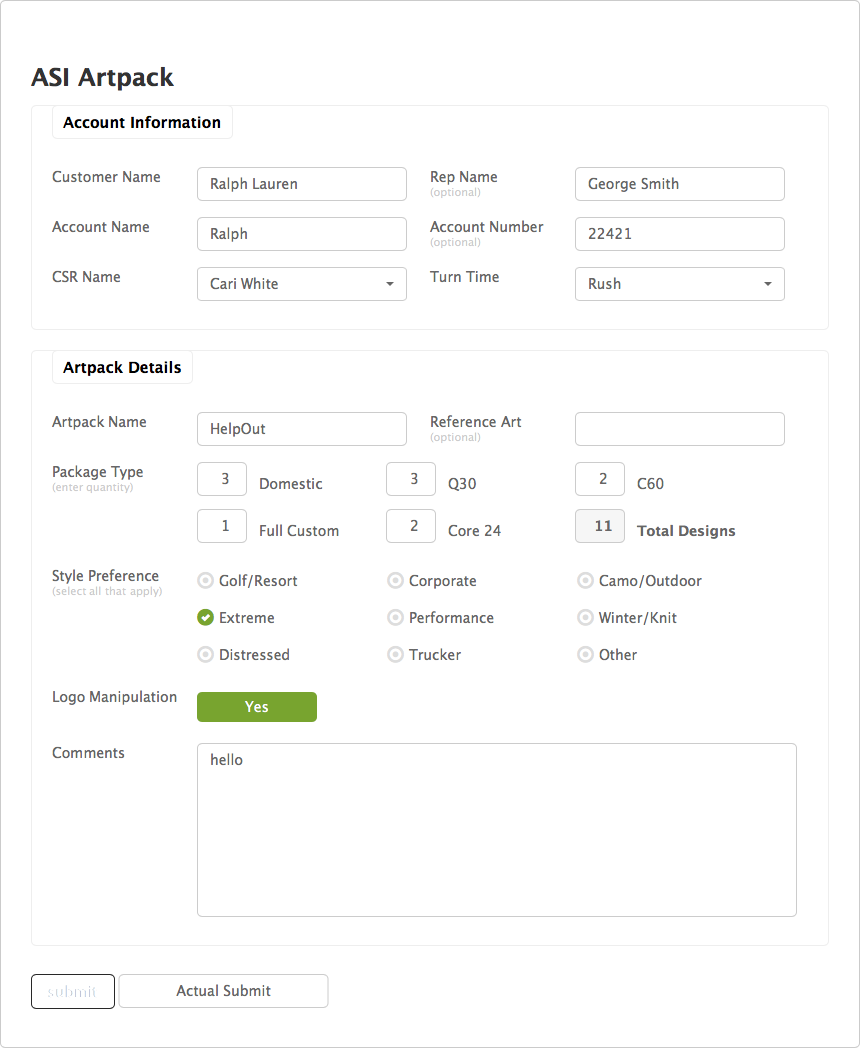 ASI Artpack
Account Information
Customer Name Ralph Lauren Rep Name George Smith
(optional)
Account Name Ralph Account Number 22421
(optional)
CSR Name Cari White Turn Time Rush
Artpack Details
Artpack Name HelpOut Reference Art
(optional)
Package Type 3 Domestic 3 Q30 2 C60
(enter quantity)
1 Full Custom 2 Core 24 11 Total Designs
Style Preference Golf/Resort Corporate Camo/Outdoor
(select all that apply)
Extreme Performance Winter/Knit
Distressed Trucker Other
Logo Manipulation Yes
Comments hello
submit Actual Submit